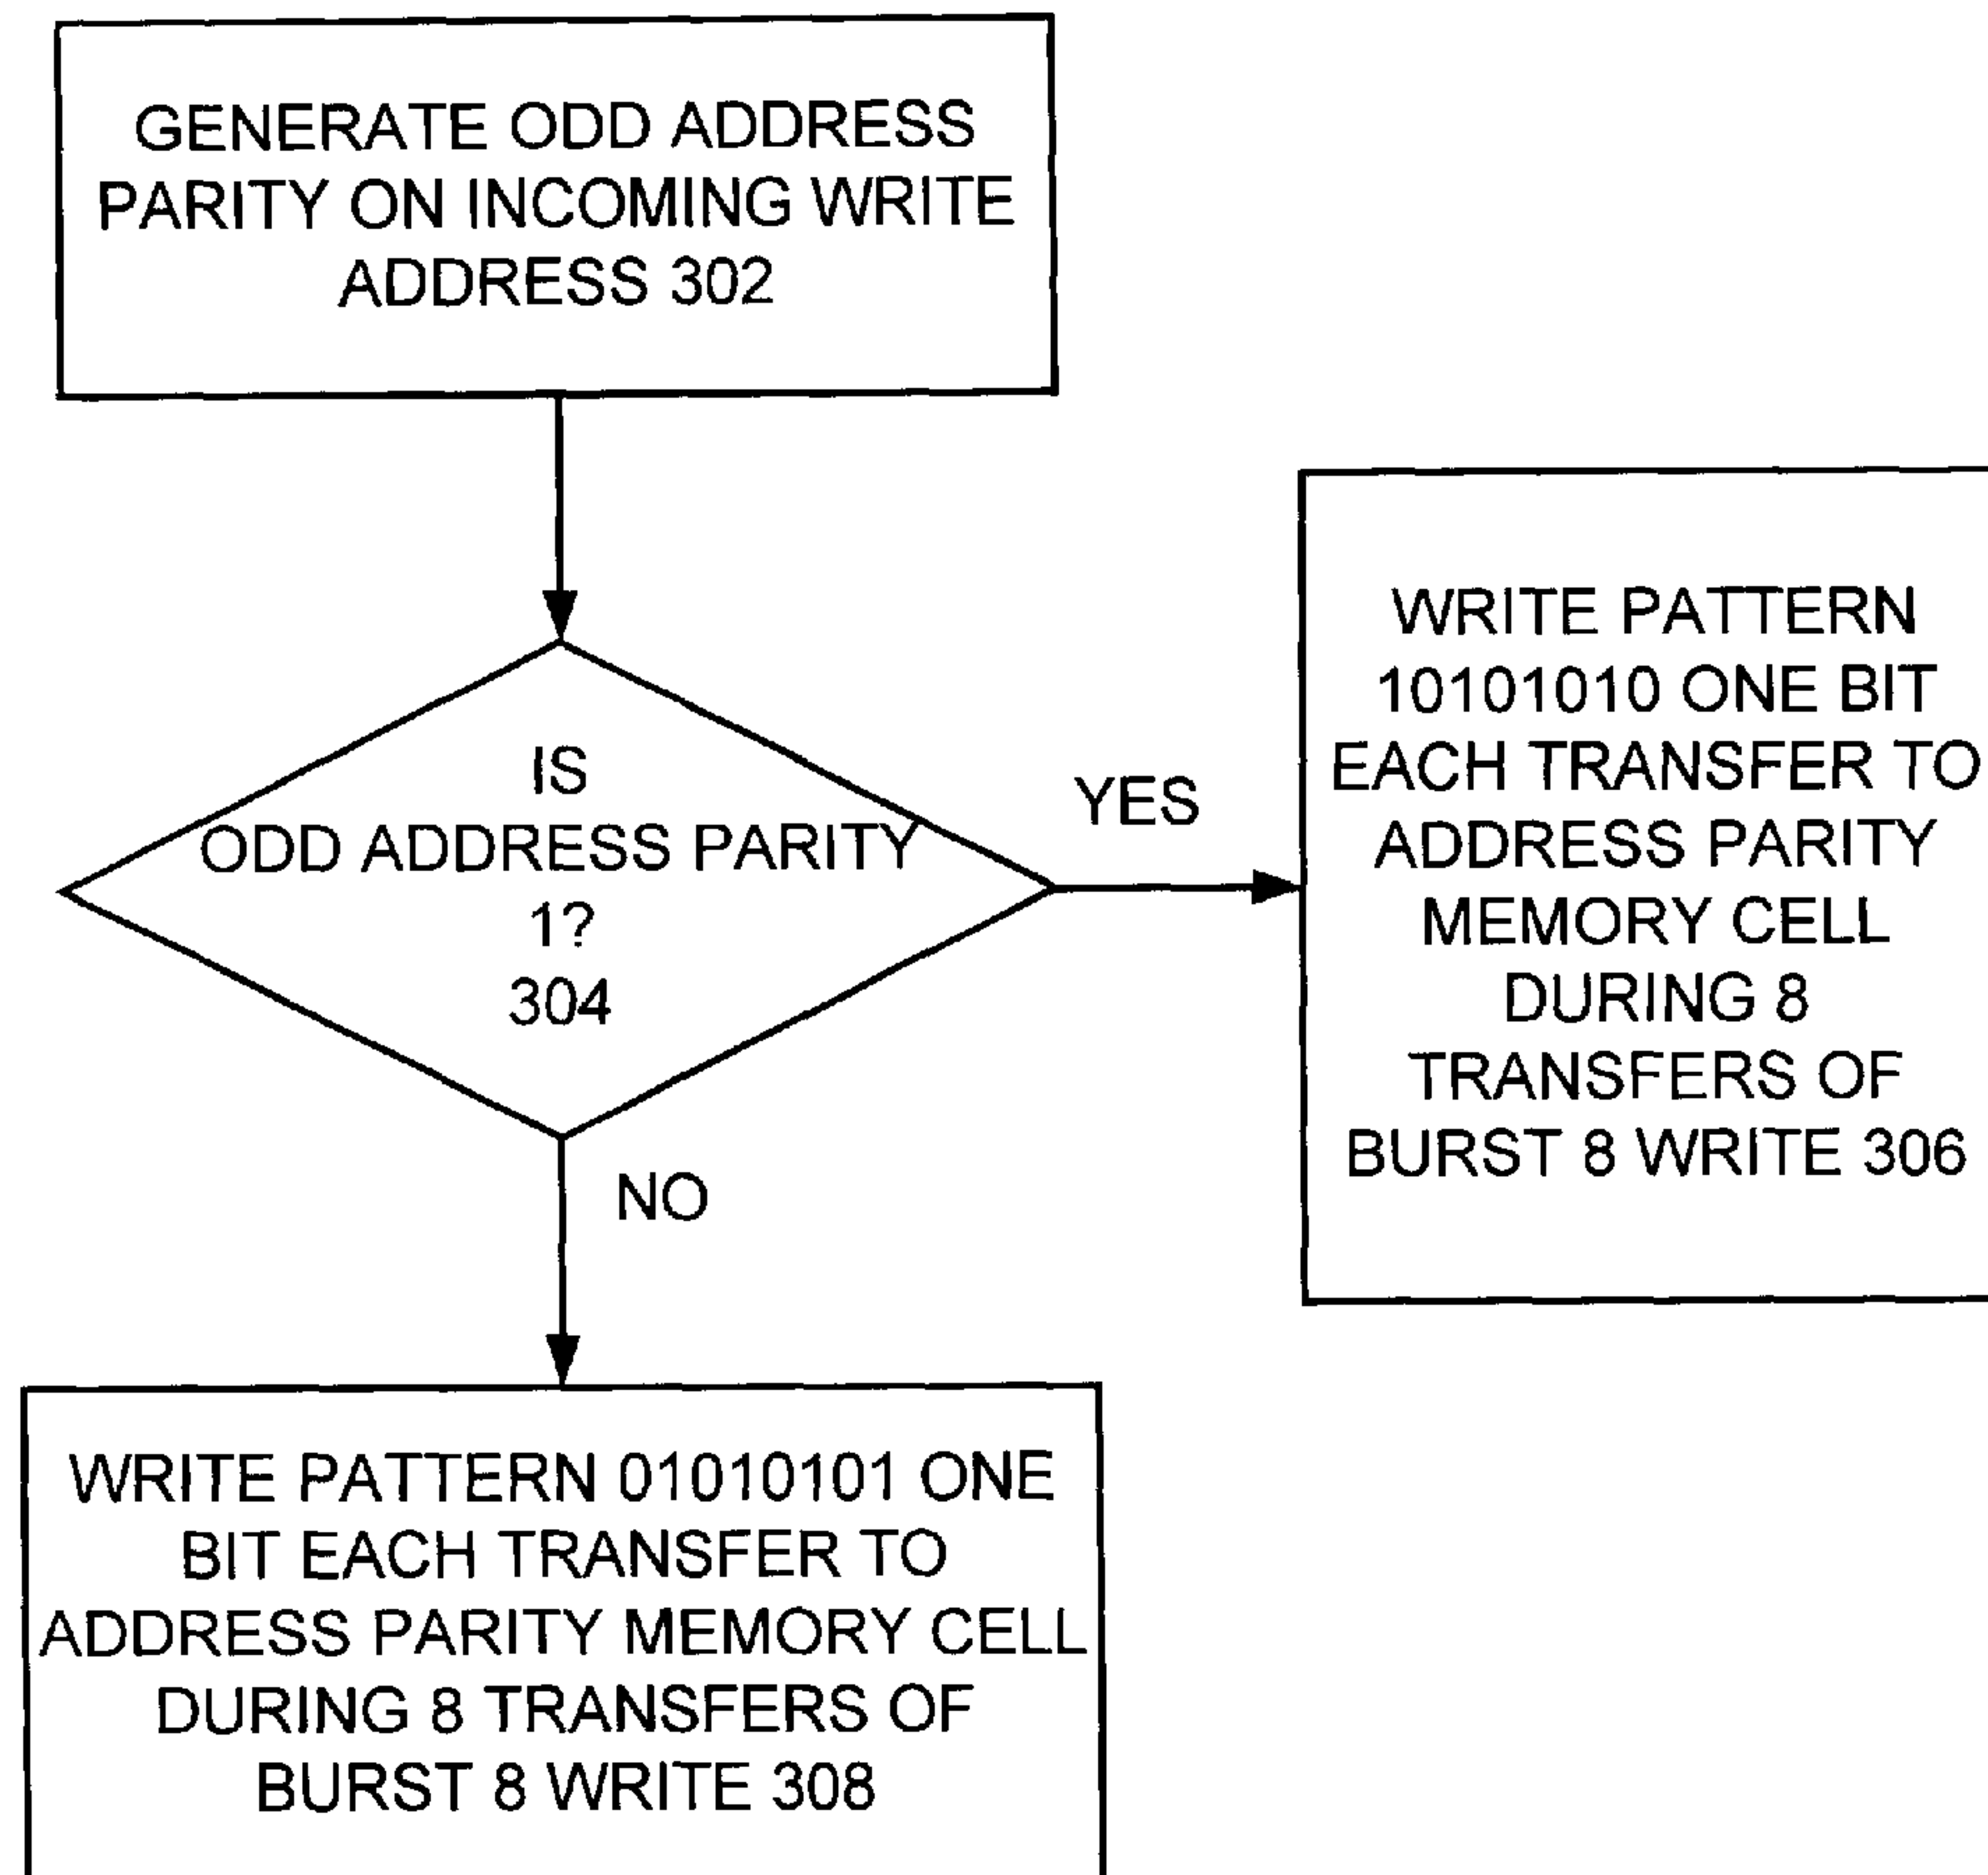 GENERATE ODD ADDRESS
PARITY ON INCOMING WRITE
ADDRESS 302
IS
ODD ADDRESS PARITY
1?
304
YES
WRITE PATTERN
10101010 ONE BIT
EACH TRANSFER TO
ADDRESS PARITY
MEMORY CELL
DURING 8
TRANSFERS OF
BURST 8 WRITE 306
NO
WRITE PATTERN 01010101 ONE
BIT EACH TRANSFER TO
ADDRESS PARITY MEMORY CELL
DURING 8 TRANSFERS OF
BURST 8 WRITE 308